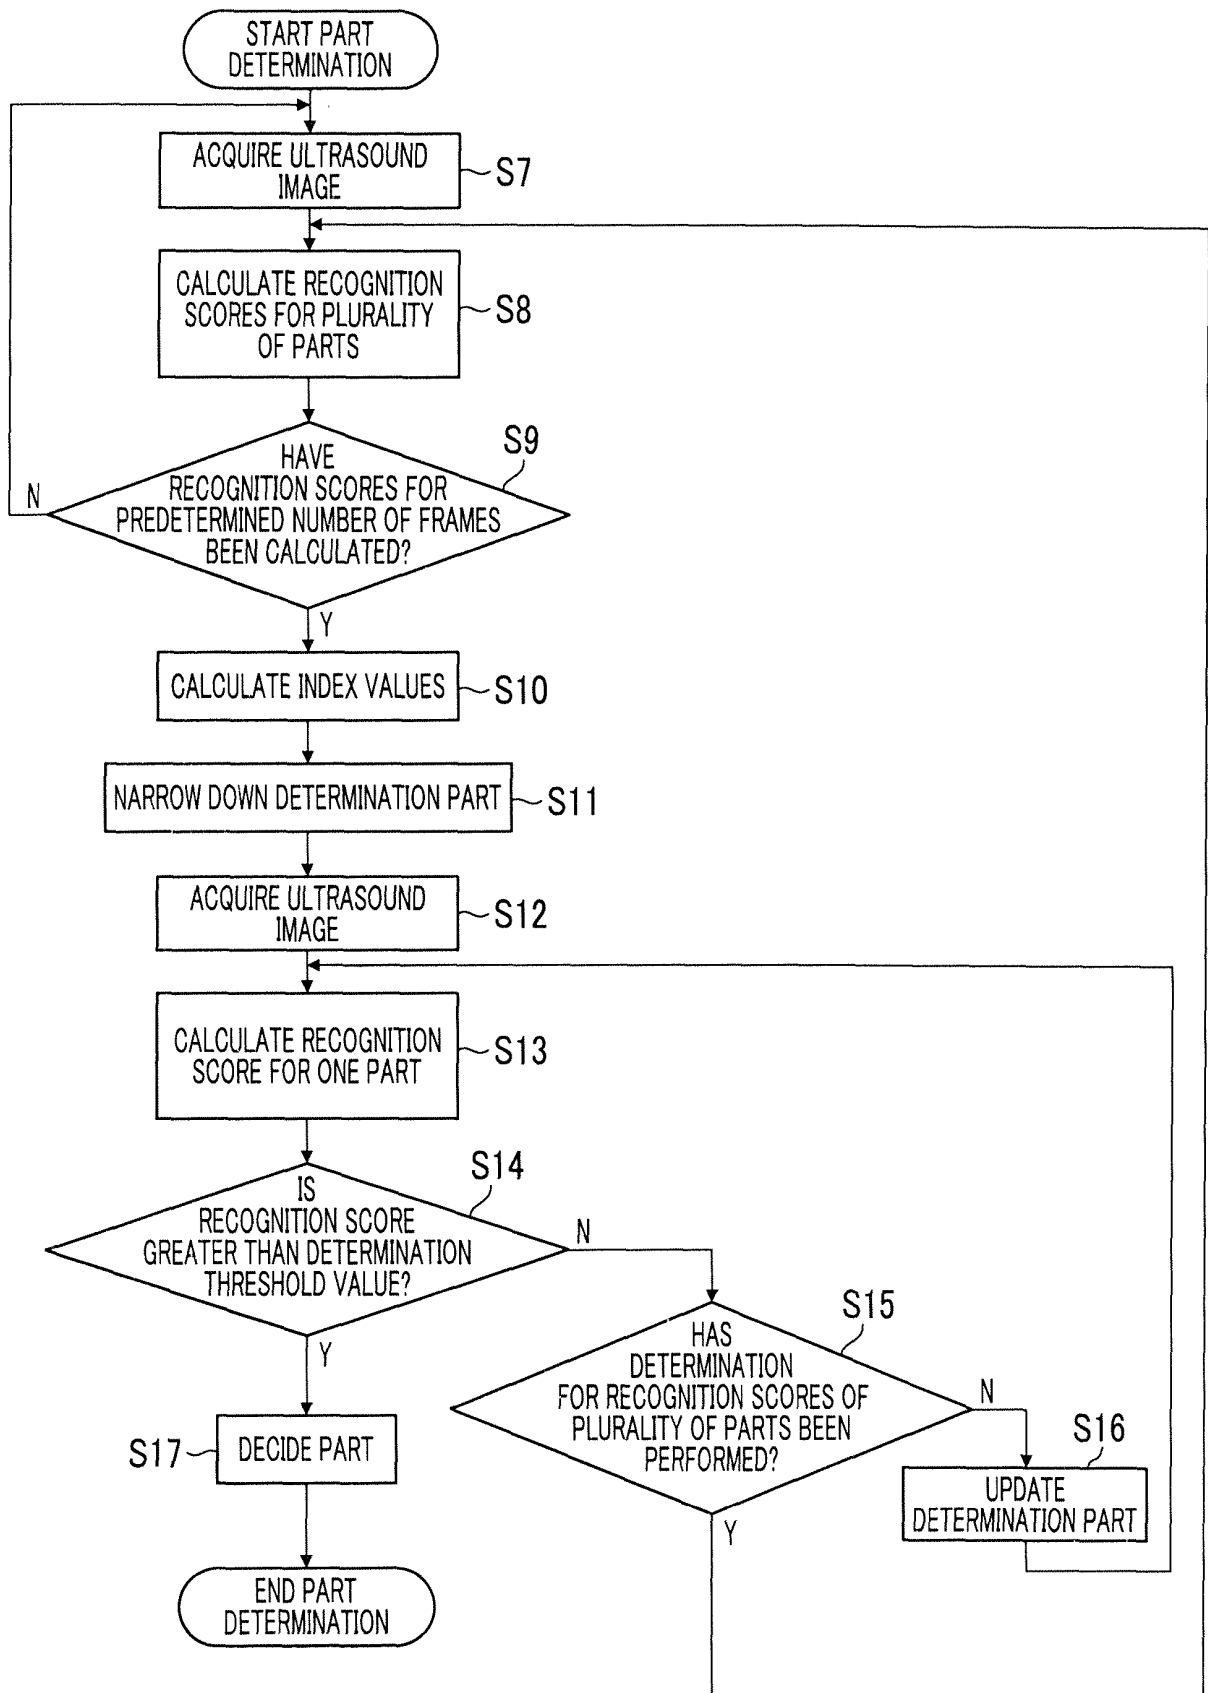 START PART
DETERMINATION
ACQUIRE ULTRASOUND
IMAGE
S7
CALCULATE RECOGNITION
SCORES FOR PLURALITY
OF PARTS
S8
S9
HAVE
RECOGNITION SCORES FOR
PREDETERMINED NUMBER OF FRAMES
BEEN CALCULATED?
N
Y
CALCULATE INDEX VALUES
S10
NARROW DOWN DETERMINATION PART
S11
ACQUIRE ULTRASOUND
IMAGE
S12
CALCULATE RECOGNITION
SCORE FOR ONE PART
S13
S14
IS
RECOGNITION SCORE
GREATER THAN DETERMINATION
THRESHOLD VALUE?
N
Y
S15
HAS
DETERMINATION
FOR RECOGNITION SCORES OF
PLURALITY OF PARTS BEEN
PERFORMED?
N
Y
S16
UPDATE
DETERMINATION PART
S17
DECIDE PART
END PART
DETERMINATION